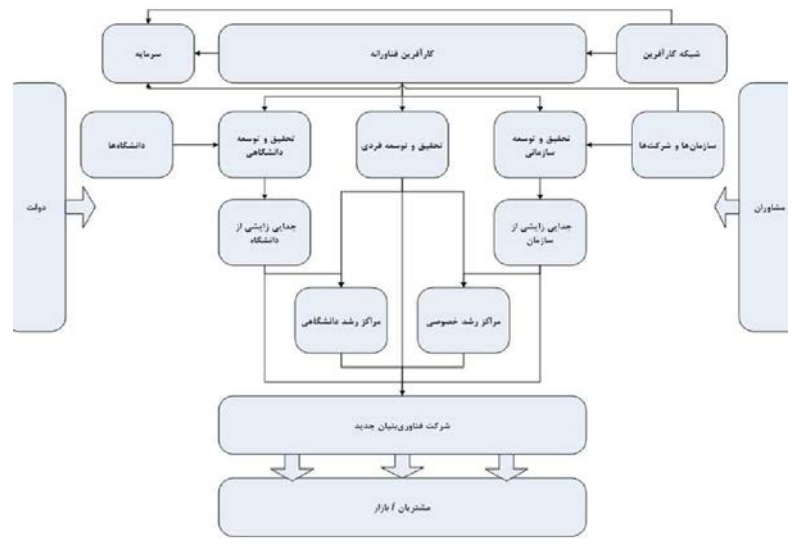 شبکه کارآفرین
کارآفرین فناورانه
سرمایه
مشاوران
سازمان‌ها و شرکت‌ها
تحقیق و توسعه
سازمانی
تحقیق و توسعه فردی
تحقیق و توسعه
دانشگاهی
دانشگاه‌ها
دولت
جدایی زایشی از
سازمان
جدایی زایشی از
دانشگاه
مراکز رشد خصوصی
مراکز رشد دانشگاهی
شرکت فناوری‌بنیان جدید
مشتریان / بازار